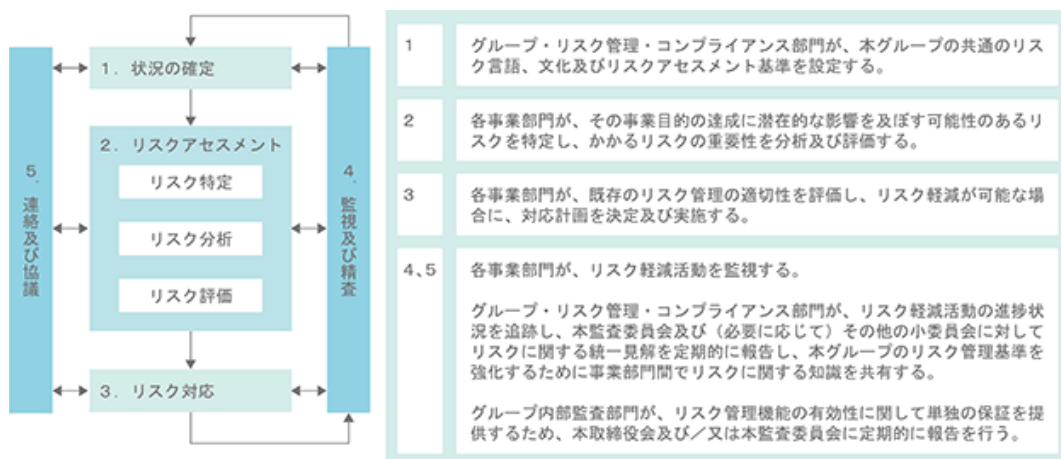 1. 状況の確定
2. リスクアセスメント
リスク特定
リスク分析
リスク評価
3. リスク対応
5. 連絡及び協議
4. 監視及び精査
1
グループ・リスク管理・コンプライアンス部門が、本グループの共通のリス
ク言語、文化及びリスクアセスメント基準を設定する。
2
各事業部門が、その事業目的の達成に潜在的な影響を及ぼす可能性のあるリ
スクを特定し、かかるリスクの重要性を分析及び評価する。
3
各事業部門が、既存のリスク管理の適切性を評価し、リスク軽減が可能な場
合に、対応計画を決定及び実施する。
4、5
各事業部門が、リスク軽減活動を監視する。
グループ・リスク管理・コンプライアンス部門が、リスク軽減活動の進捗状
況を追跡し、本監査委員会及び（必要に応じて）その他の小委員会に対して
リスクに関する統一見解を定期的に報告し、本グループのリスク管理基準を
強化するために事業部門間でリスクに関する知識を共有する。
グループ内部監査部門が、リスク管理機能の有効性に関して単独の保証を提
供するため、本取締役会及び／又は本監査委員会に定期的に報告を行う。